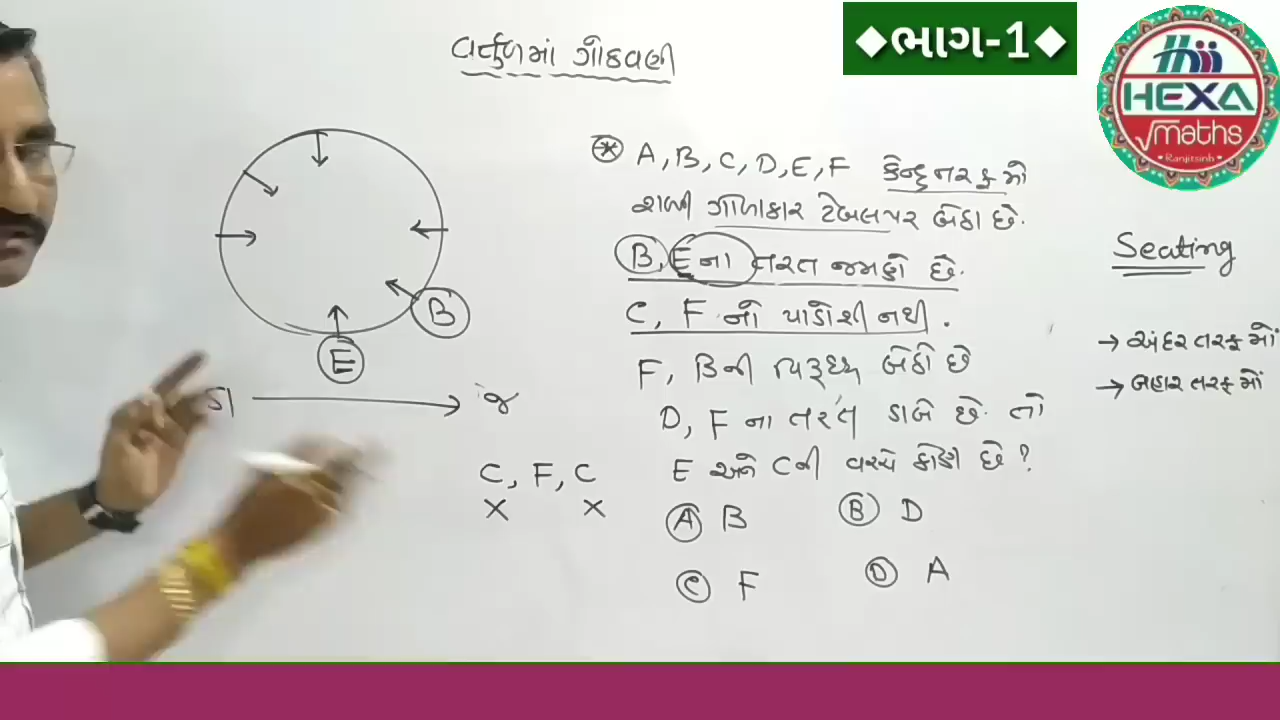 વર્તુળમાં ગોઠવણી
◆ભાગ-1◆
HEXA
√maths
Ranjitsinh
A, B, C, D, E, F કેન્દ્ર તરફ મોં
રાખી ગોળાકાર ટેબલ પર બેઠા છે.
B, E ના તરત જમણે છે.
C, F નો પાડોશી નથી.
F, B ની વિરૂધ્ધ બેઠો છે
D, F ના તરત ડાબે છે. તો
E અને C ની વચ્ચે કોણ છે?
(A) B (B) D
(C) F (D) A
B
E
ડા → જ
C, F, C
× ×
Seating
→ અંદર તરફ મોં
→ બહાર તરફ મોં